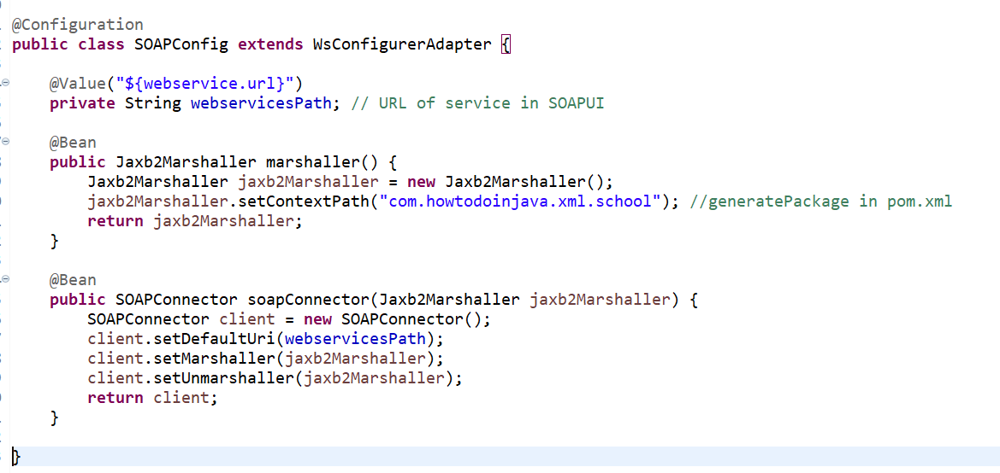 @Configuration
public class SOAPConfig extends WsConfigurerAdapter {
@Value("${webservice.url}")
private String webservicesPath; // URL of service in SOAPUI
@Bean
public Jaxb2Marshaller marshaller() {
Jaxb2Marshaller jaxb2Marshaller = new Jaxb2Marshaller();
jaxb2Marshaller.setContextPath("com.howtodoinjava.xml.school"); //generatePackage in pom.xml
return jaxb2Marshaller;
}
@Bean
public SOAPConnector soapConnector(Jaxb2Marshaller jaxb2Marshaller) {
SOAPConnector client = new SOAPConnector();
client.setDefaultUri(webservicesPath);
client.setMarshaller(jaxb2Marshaller);
client.setUnmarshaller(jaxb2Marshaller);
return client;
}
}